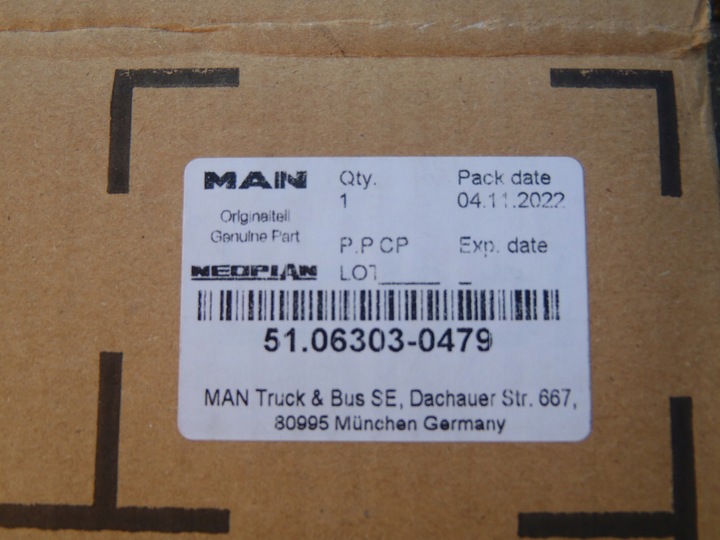 MAN
Originalteil
Genuine Part
NEOPLAN
Qty.
1
Pack date
04.11.2022
P.P CP
LOT______
Exp. date
_
51.06303-0479
MAN Truck & Bus SE, Dachauer Str. 667,
80995 München Germany